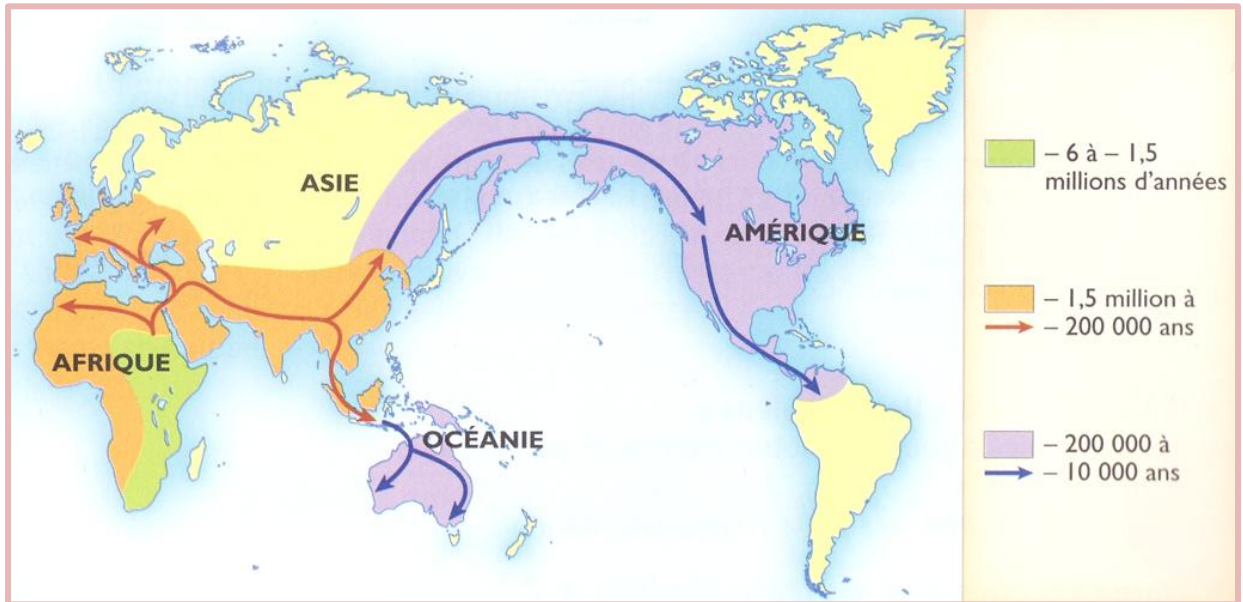 ASIE
AMÉRIQUE
AFRIQUE
OCÉANIE
– 6 à – 1,5
millions d'années
– 1,5 million à
– 200 000 ans
– 200 000 à
– 10 000 ans